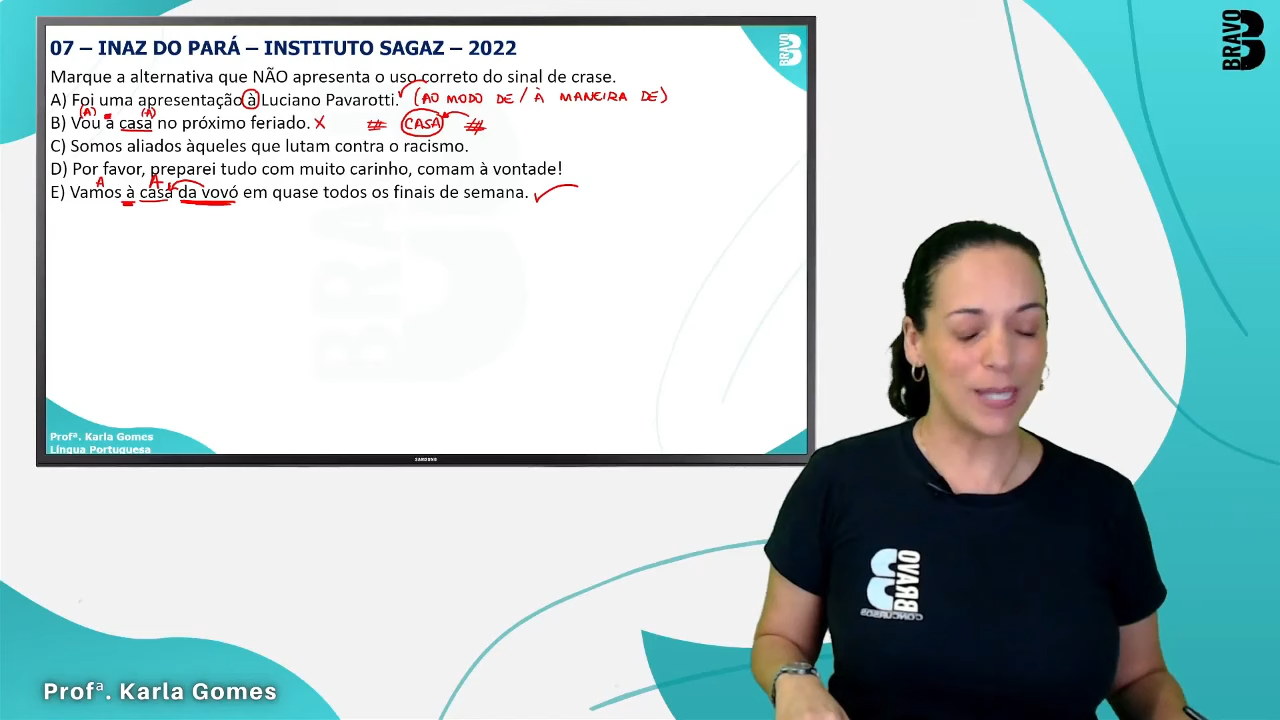 07 – INAZ DO PARÁ – INSTITUTO SAGAZ – 2022
Marque a alternativa que NÃO apresenta o uso correto do sinal de crase.
A) Foi uma apresentação à Luciano Pavarotti. (AO MODO DE / À MANEIRA DE)
(A) (A)
B) Vou à casa no próximo feriado. X CASA
C) Somos aliados àqueles que lutam contra o racismo.
D) Por favor, preparei tudo com muito carinho, comam à vontade!
A A
E) Vamos à casa da vovó em quase todos os finais de semana.
BRAVO
BRAVO
BRAVO
Profª. Karla Gomes
Língua Portuguesa
SAMSUNG
BRAVO
CONCURSOS
Profª. Karla Gomes